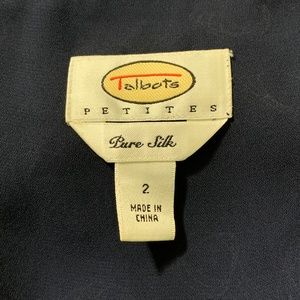 Talbots
PETITES
Pure Silk
2
MADE IN
CHINA